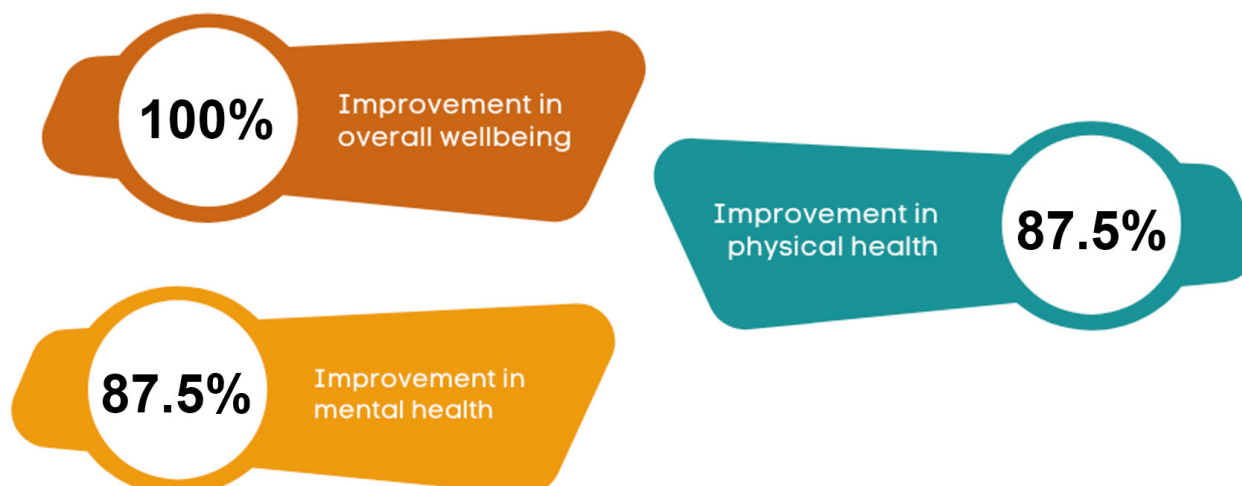 100%
Improvement in
overall wellbeing
Improvement in
physical health
87.5%
87.5%
Improvement in
mental health